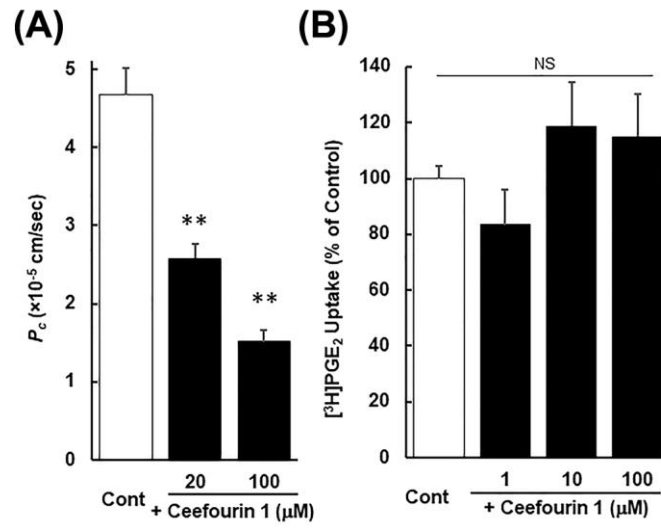 (A)
5
4
3
2
1
0
P_c (×10⁻⁵ cm/sec)
**
**
Cont
20 100
+ Ceefourin 1 (μM)
(B)
NS
140
120
100
80
60
40
20
0
[³H]PGE₂ Uptake (% of Control)
Cont
1 10 100
+ Ceefourin 1 (μM)